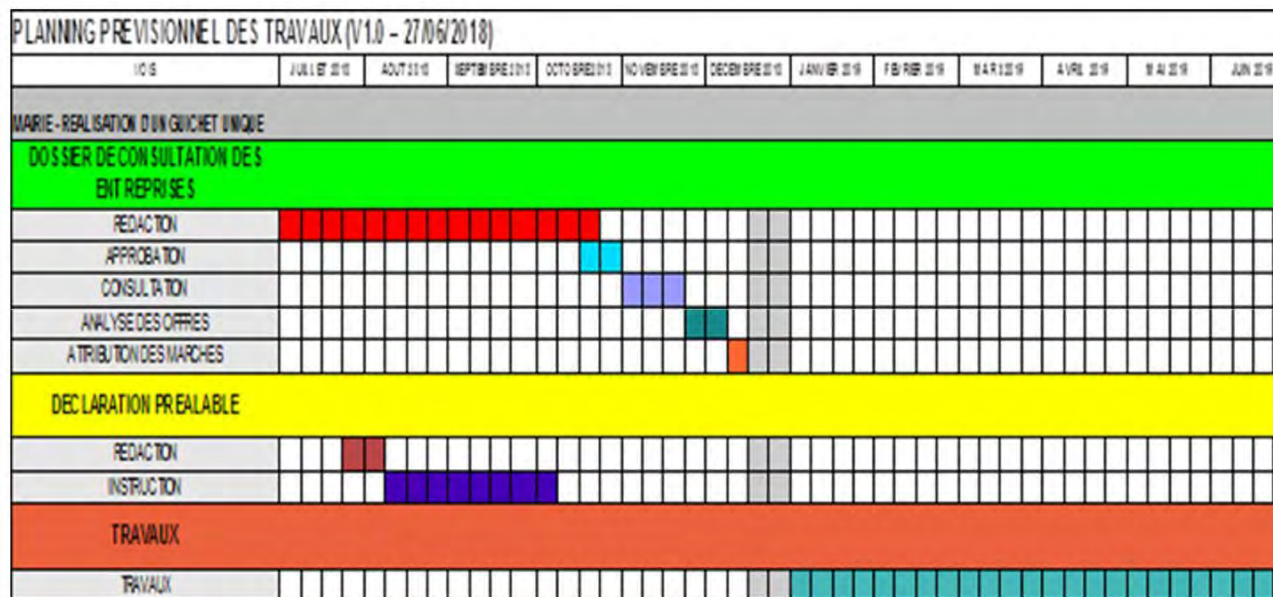 PLANNING PREVISIONNEL DES TRAVAUX (V1.0 – 27/06/2018)
MOIS JUILLET 2018 AOUT 2018 SEPTEMBRE 2018 OCTOBRE 2018 NOVEMBRE 2018 DECEMBRE 2018 JANVIER 2019 FEVRIER 2019 MARS 2019 AVRIL 2019 MAI 2019 JUIN 2019
MAIRIE - REALISATION D'UN GUICHET UNIQUE
DOSSIER DE CONSULTATION DES
ENTREPRISES
REDACTION
APPROBATION
CONSULTATION
ANALYSE DES OFFRES
ATTRIBUTION DES MARCHES
DECLARATION PREALABLE
REDACTION
INSTRUCTION
TRAVAUX
TRAVAUX